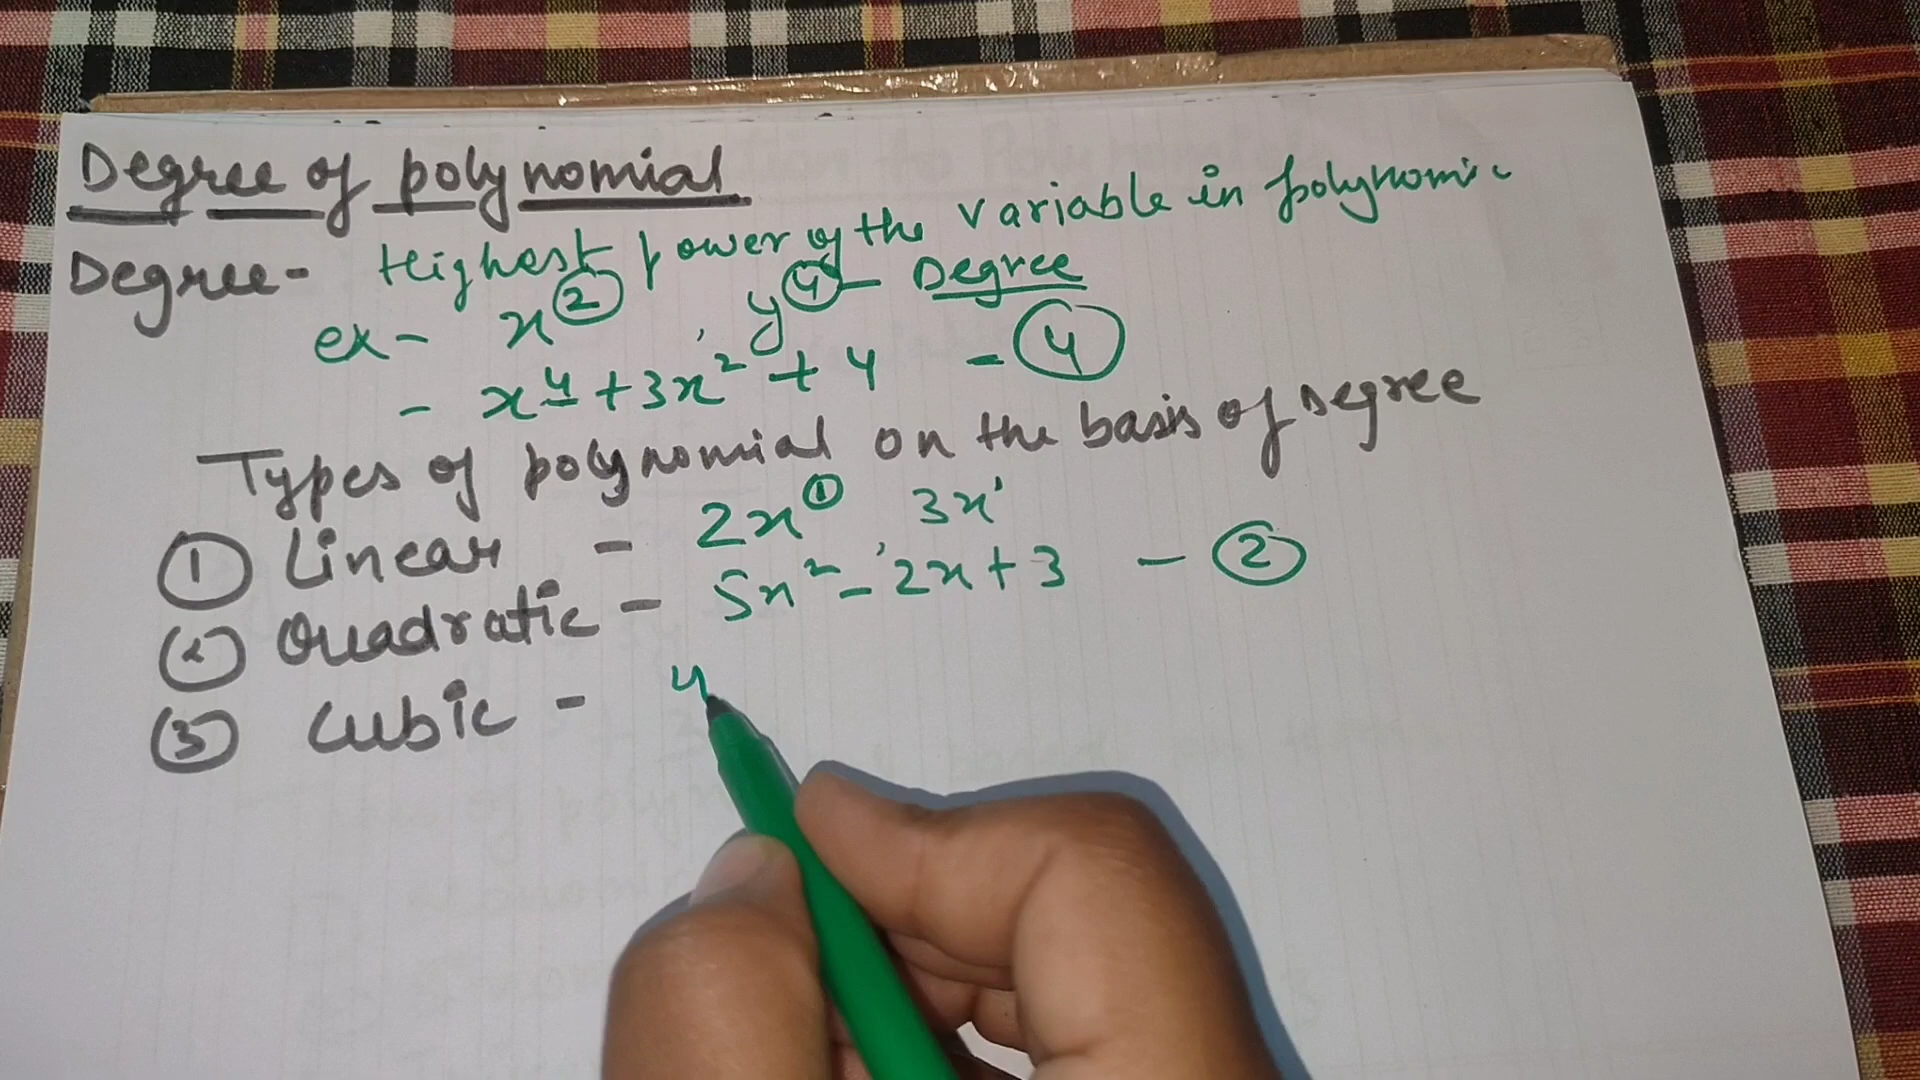 Degree of polynomial
Degree- Highest power of the variable in polynomi
ex- x² , y⁴ - Degree
- x⁴ + 3x² + 4 - 4
Types of polynomial on the basis of Degree
1 Linear - 2x¹ , 3x¹
2 Quadratic - 5x² - 2x + 3 - 2
3 Cubic - 4